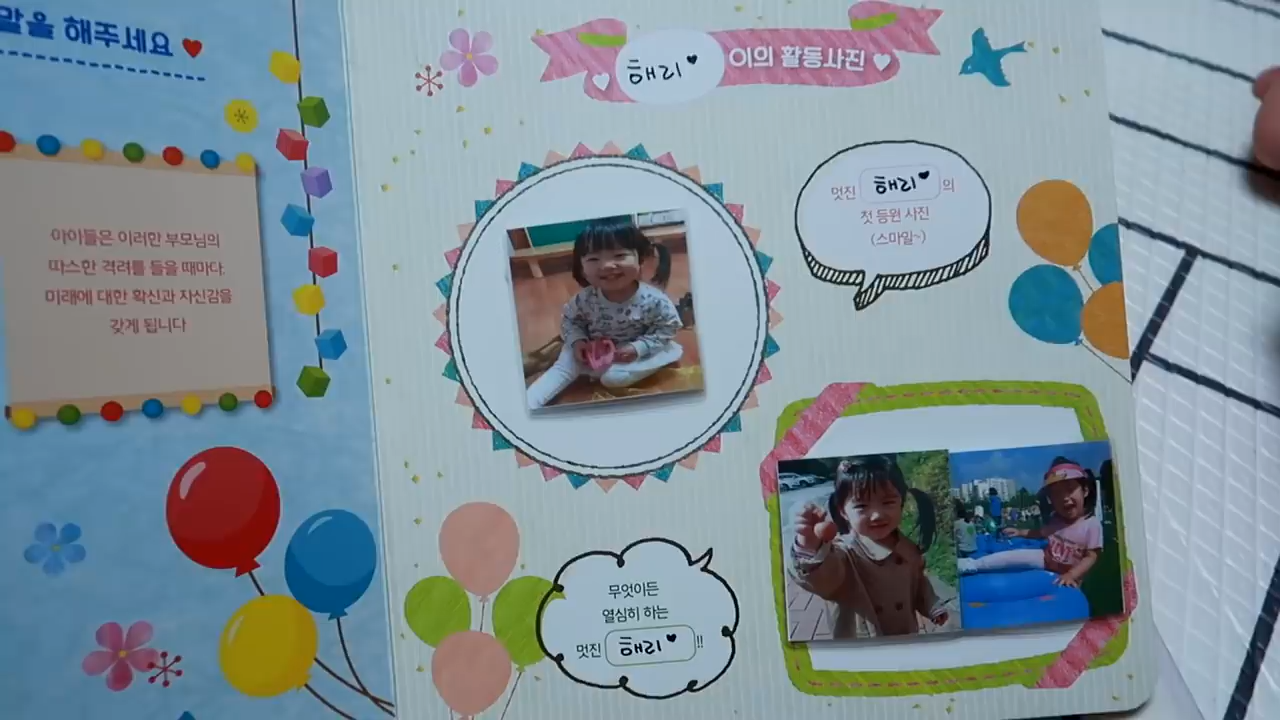 말을 해주세요
아이들은 이러한 부모님의
따스한 격려를 들을 때마다
미래에 대한 확신과 자신감을
갖게 됩니다
해리 이의 활동사진
멋진 해리의
첫 등원 사진
(스마일~)
무엇이든
열심히 하는
멋진 해리!!